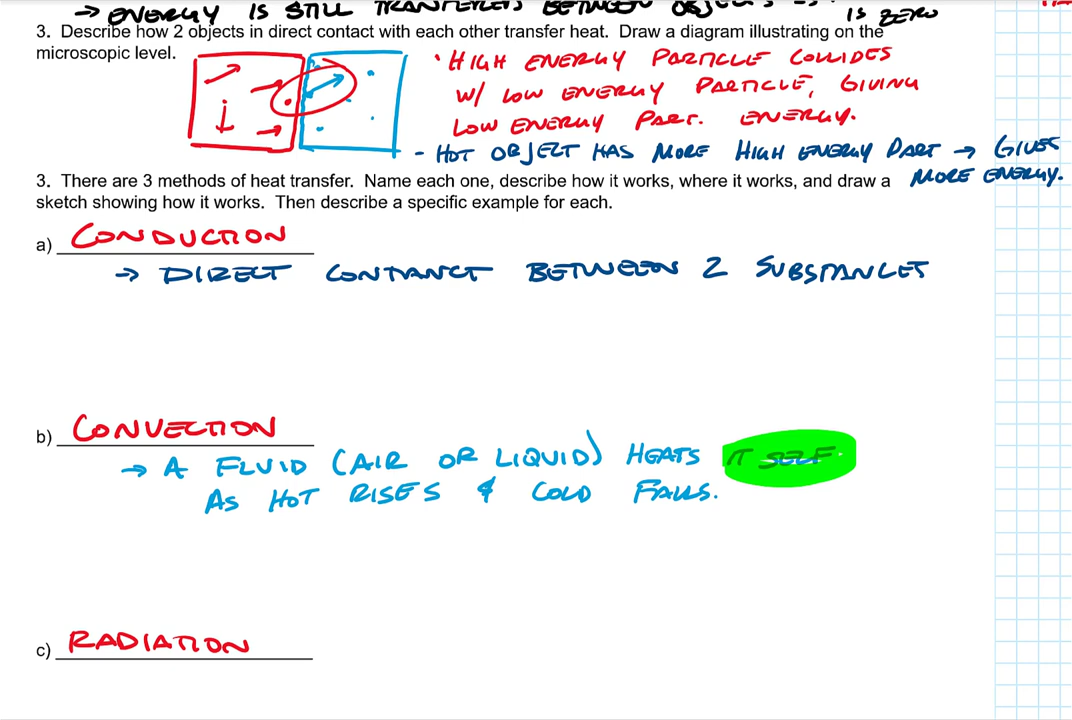 → ENERGY IS STILL TRANSFERED BETWEEN
IS ZERO
3. Describe how 2 objects in direct contact with each other transfer heat. Draw a diagram illustrating on the
microscopic level.
• HIGH ENERGY PARTICLE COLLIDES
W/ LOW ENERGY PARTICLE, GIVING
LOW ENERGY PART. ENERGY.
- HOT OBJECT HAS MORE HIGH ENERGY PART → GIVES
MORE ENERGY.
3. There are 3 methods of heat transfer. Name each one, describe how it works, where it works, and draw a
sketch showing how it works. Then describe a specific example for each.
a) CONDUCTION
→ DIRECT CONTANCT BETWEEN 2 SUBSTANCES
b) CONVECTION
→ A FLUID (AIR OR LIQUID) HEATS IT SELF.
AS HOT RISES & COLD FALLS.
c) RADIATION